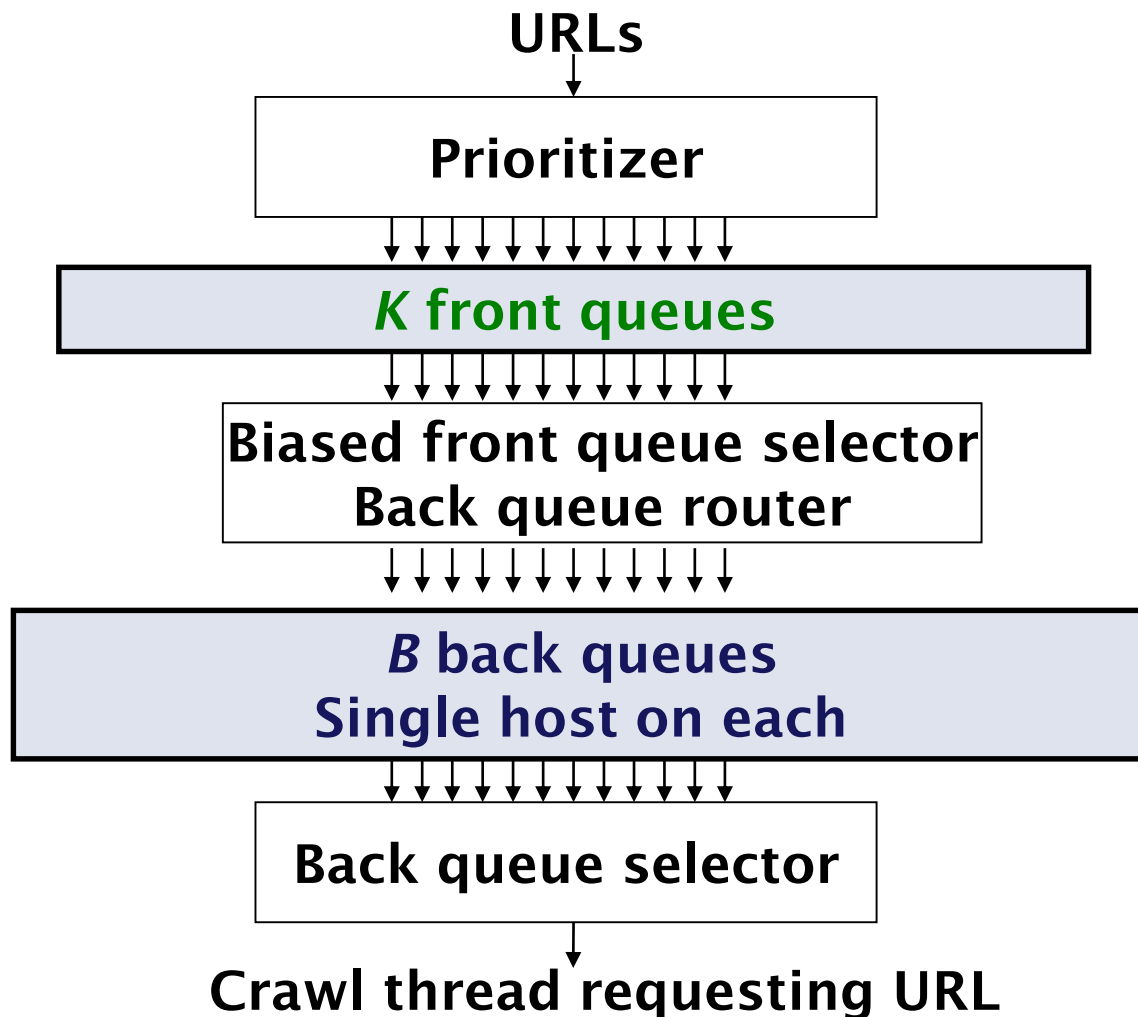 URLs
Prioritizer
K front queues
Biased front queue selector
Back queue router
B back queues
Single host on each
Back queue selector
Crawl thread requesting URL